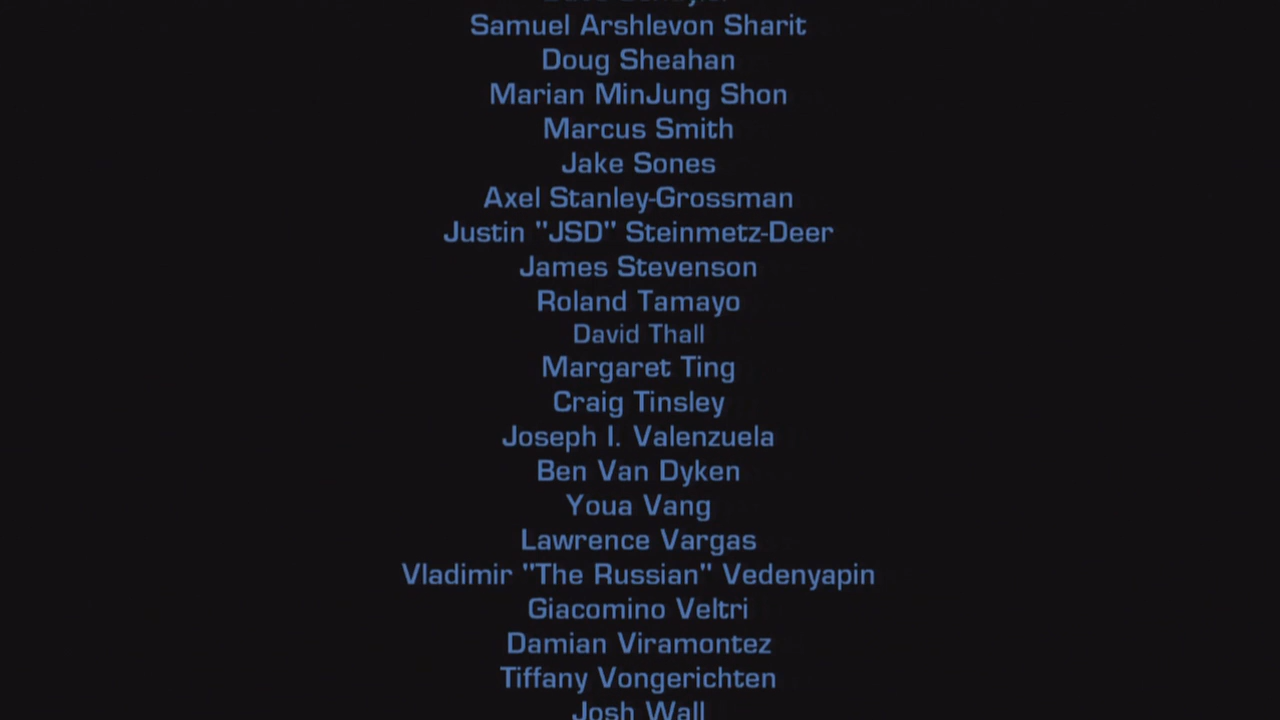 Samuel Arshlevon Sharit
Doug Sheahan
Marian MinJung Shon
Marcus Smith
Jake Sones
Axel Stanley-Grossman
Justin "JSD" Steinmetz-Deer
James Stevenson
Roland Tamayo
David Thall
Margaret Ting
Craig Tinsley
Joseph I. Valenzuela
Ben Van Dyken
Youa Vang
Lawrence Vargas
Vladimir "The Russian" Vedenyapin
Giacomino Veltri
Damian Viramontez
Tiffany Vongerichten
Josh Wall